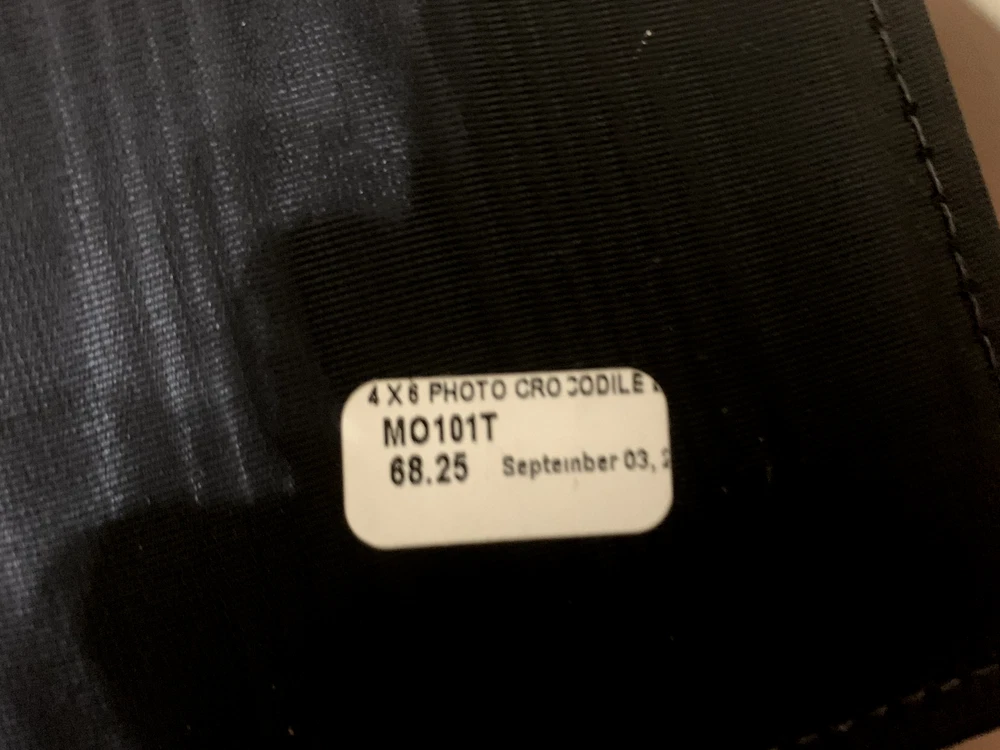 4 X 6 PHOTO CROCODILE
MO101T
68.25 September 03,